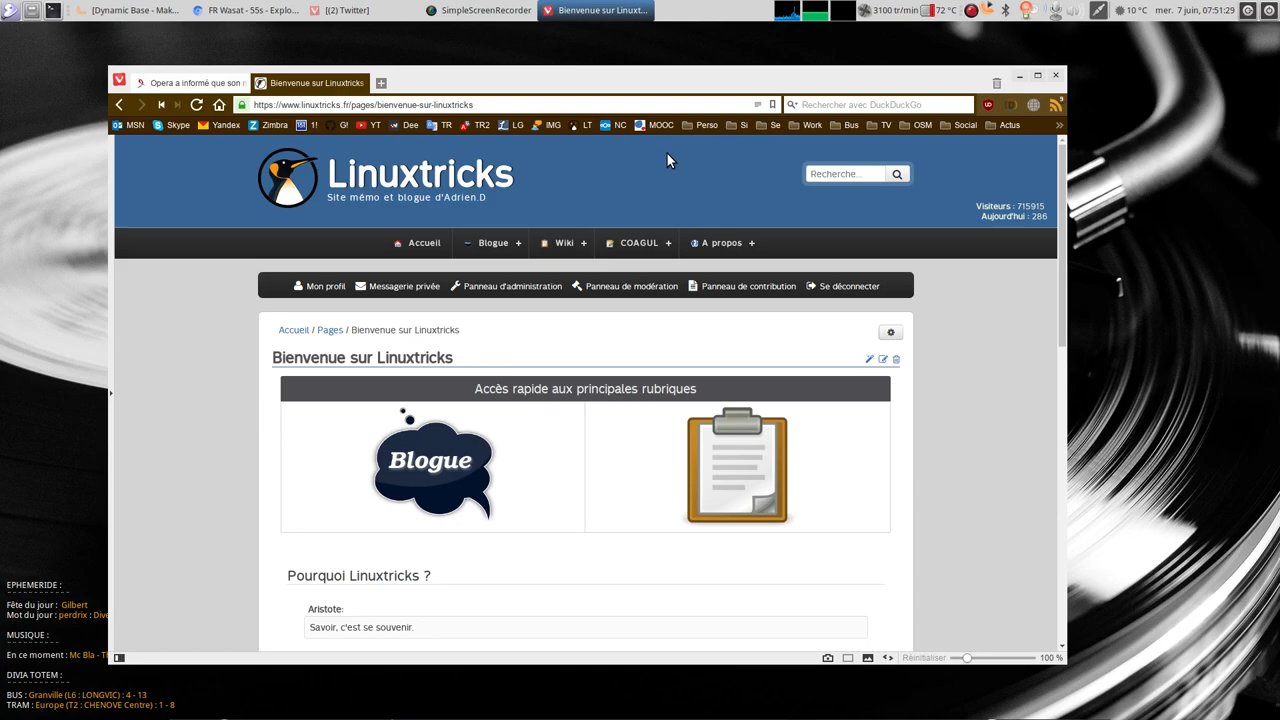 [Dynamic Base - Mak... FR Wasat - 55s - Explo... [(2) Twitter] SimpleScreenRecorder Bienvenue sur Linuxt... 3100 tr/min 72 °C 10 °C mer. 7 juin, 07:51:29
Opera a informé que son Bienvenue sur Linuxtricks
https://www.linuxtricks.fr/pages/bienvenue-sur-linuxtricks Rechercher avec DuckDuckGo 9
MSN Skype Yandex Zimbra 1! G! YT Dee TR TR2 LG IMG LT NC MOOC Perso Si Se Work Bus TV OSM Social Actus
Linuxtricks
Site mémo et blogue d'Adrien.D
Recherche...
Visiteurs : 715915
Aujourd'hui : 286
Accueil Blogue + Wiki + COAGUL + A propos +
Mon profil Messagerie privée Panneau d'administration Panneau de modération Panneau de contribution Se déconnecter
Accueil / Pages / Bienvenue sur Linuxtricks
Bienvenue sur Linuxtricks
Accès rapide aux principales rubriques
Blogue
Pourquoi Linuxtricks ?
Aristote:
Savoir, c'est se souvenir.
Réinitialiser 100 %
EPHEMERIDE :
Fête du jour : Gilbert
Mot du jour : perdrix : Dive
MUSIQUE :
En ce moment : Mc Bla - Th
DIVIA TOTEM :
BUS : Granville (L6 : LONGVIC) : 4 - 13
TRAM : Europe (T2 : CHENOVE Centre) : 1 - 8